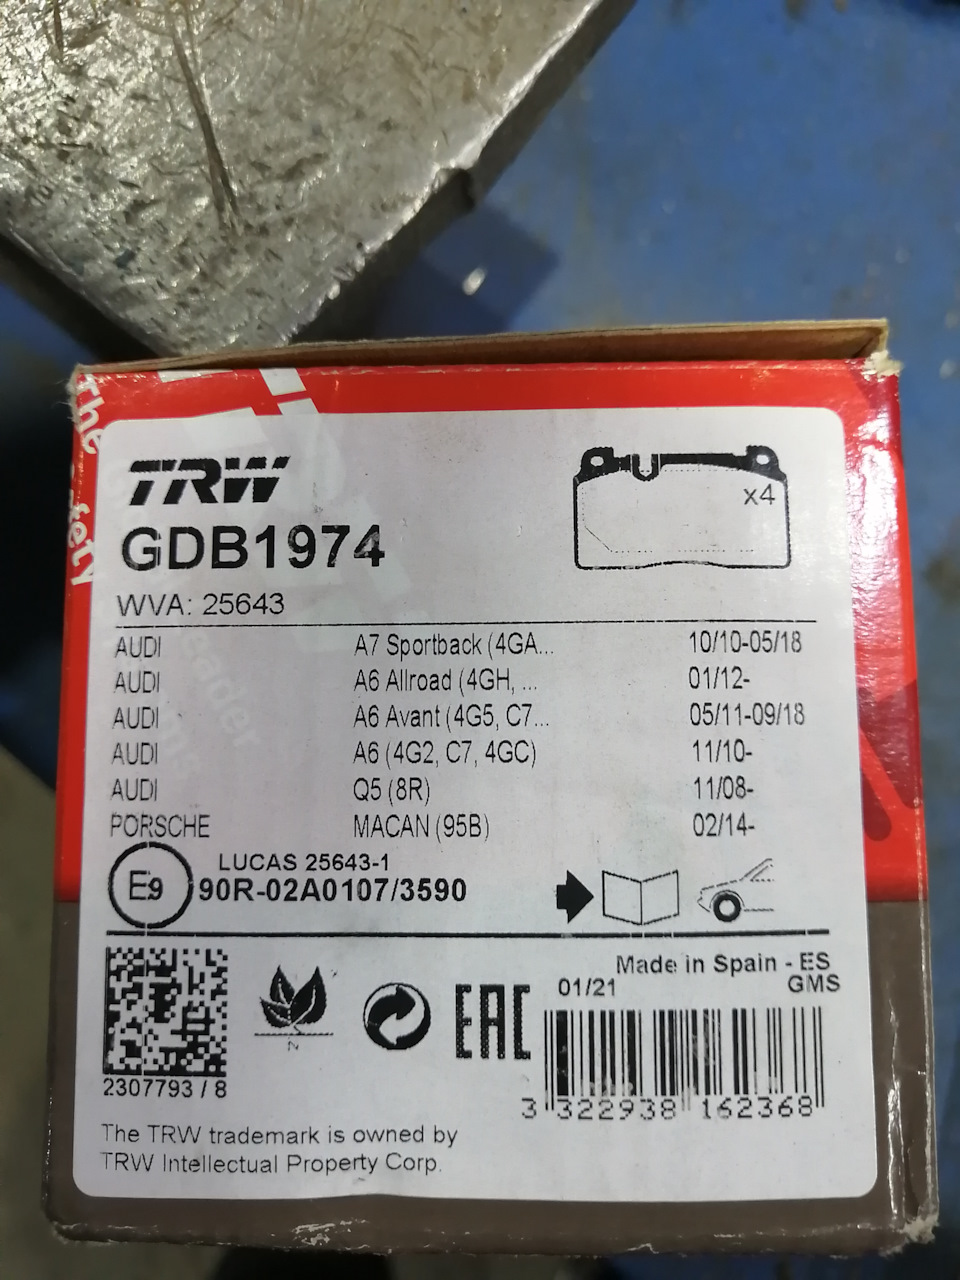 The
Safety
Leader
TRW
GDB1974
x4
WVA: 25643
AUDI A7 Sportback (4GA... 10/10-05/18
AUDI A6 Allroad (4GH, ... 01/12-
AUDI A6 Avant (4G5, C7... 05/11-09/18
AUDI A6 (4G2, C7, 4GC) 11/10-
AUDI Q5 (8R) 11/08-
PORSCHE MACAN (95B) 02/14-
LUCAS 25643-1
E9 90R-02A0107/3590
Made in Spain - ES
01/21 GMS
N
EAC
2307793 / 8
3 322938 162368
The TRW trademark is owned by
TRW Intellectual Property Corp.